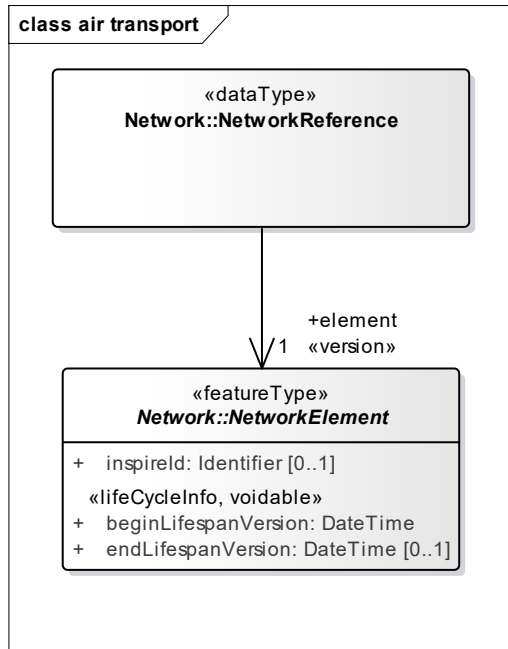 class air transport
«dataType»
Network::NetworkReference
+element
1 «version»
«featureType»
Network::NetworkElement
+ inspireId: Identifier [0..1]
«lifeCycleInfo, voidable»
+ beginLifespanVersion: DateTime
+ endLifespanVersion: DateTime [0..1]